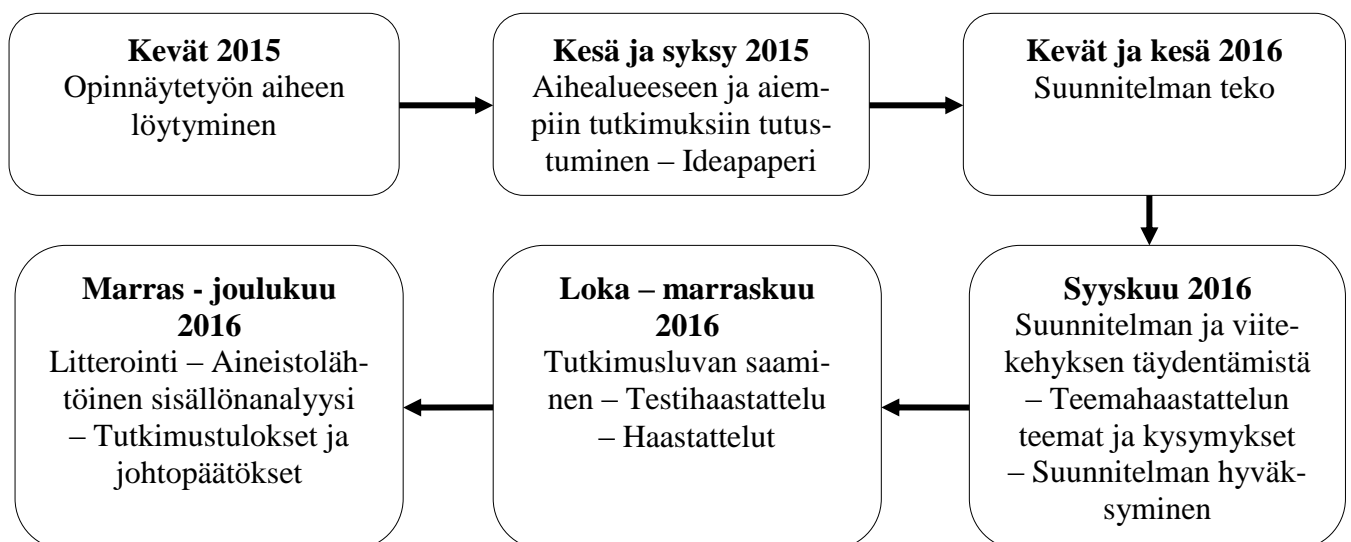 Kevät 2015
Opinnäytetyön aiheen
löytyminen
Kesä ja syksy 2015
Aihealueeseen ja aiem-
piin tutkimuksiin tutus-
tuminen – Ideapaperi
Kevät ja kesä 2016
Suunnitelman teko
Syyskuu 2016
Suunnitelman ja viite-
kehyksen täydentämistä
– Teemahaastattelun
teemat ja kysymykset
– Suunnitelman hyväk-
syminen
Loka – marraskuu
2016
Tutkimusluvan saami-
nen – Testihaastattelu
– Haastattelut
Marras - joulukuu
2016
Litterointi – Aineistoläh-
töinen sisällönanalyysi
– Tutkimustulokset ja
johtopäätökset